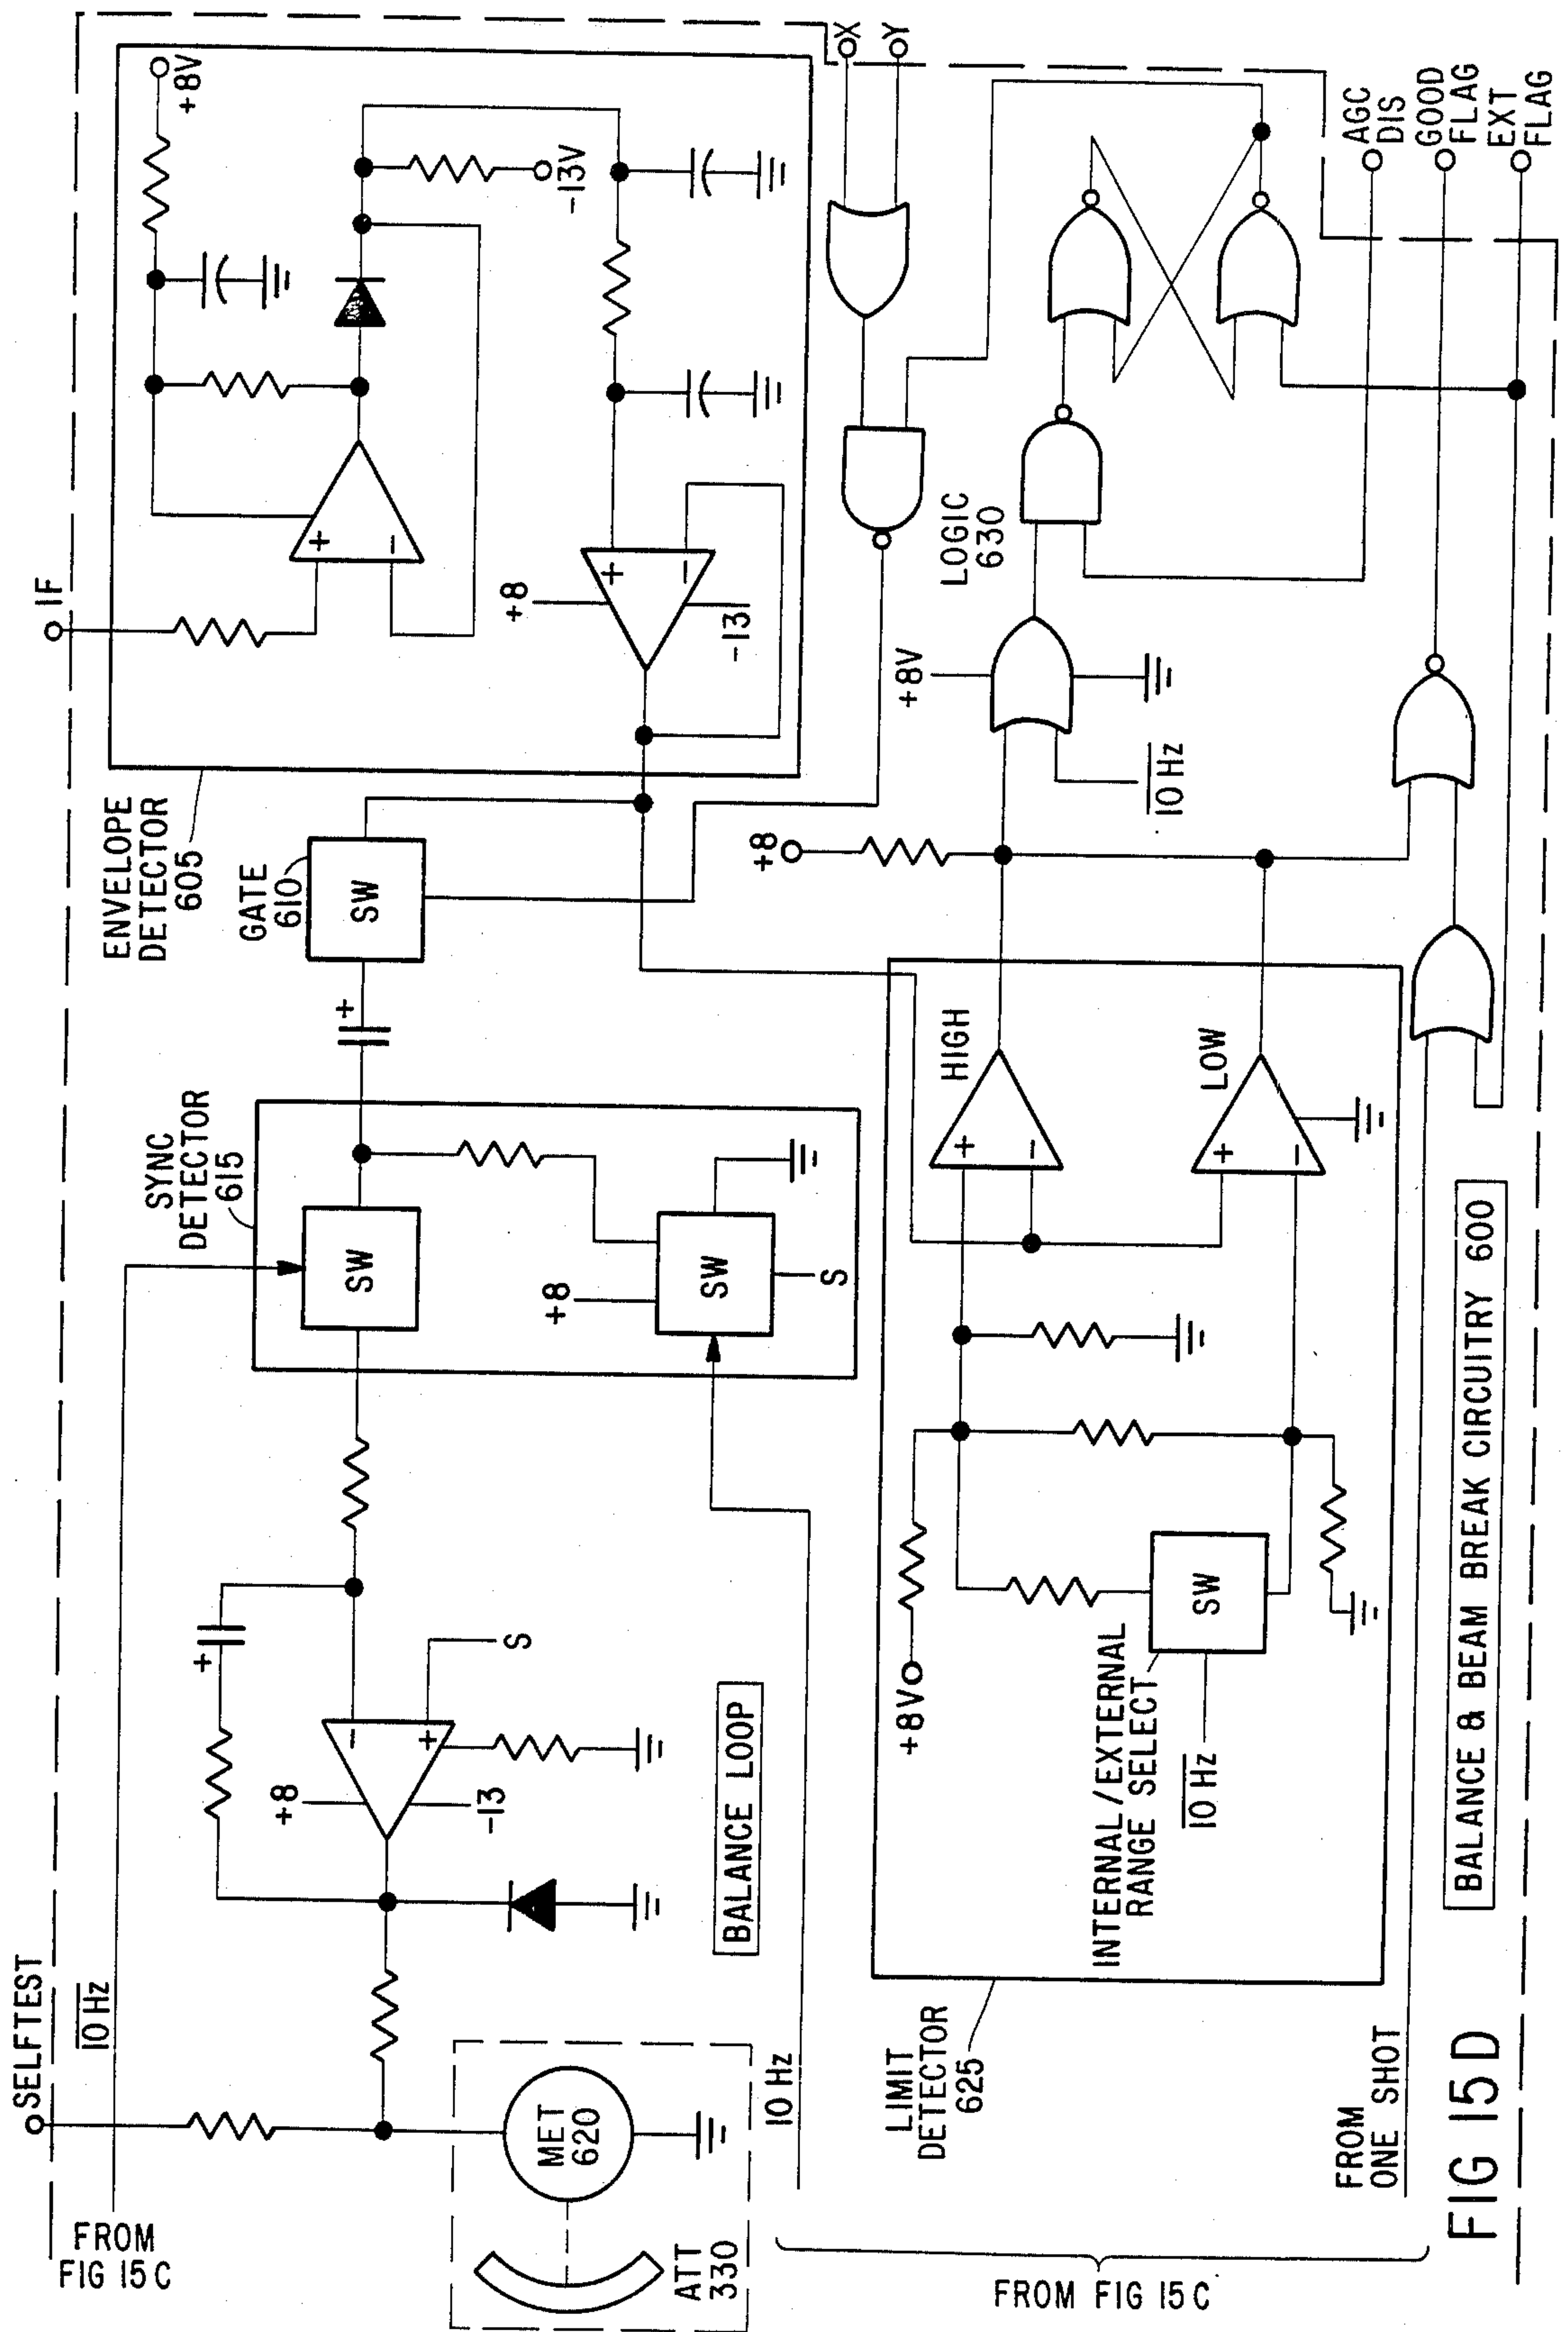 SELFTEST
10 Hz
FROM
FIG 15 C
MET
620
ATT
330
BALANCE LOOP
+8
-13
+
-
+
S
SYNC
DETECTOR
615
SW
+8
SW
S
+
GATE
610
SW
ENVELOPE
DETECTOR
605
IF
+
-
+8V
-13V
+8
+
-
-13
X
Y
10 Hz
FROM FIG 15 C
LIMIT
DETECTOR
625
+8V
INTERNAL/EXTERNAL
RANGE SELECT
SW
10 Hz
HIGH
+
-
LOW
+
-
+8
+8V
10 Hz
LOGIC
630
AGC
DIS
GOOD
FLAG
EXT
FLAG
FROM
ONE SHOT
BALANCE & BEAM BREAK CIRCUITRY 600
FIG 15 D